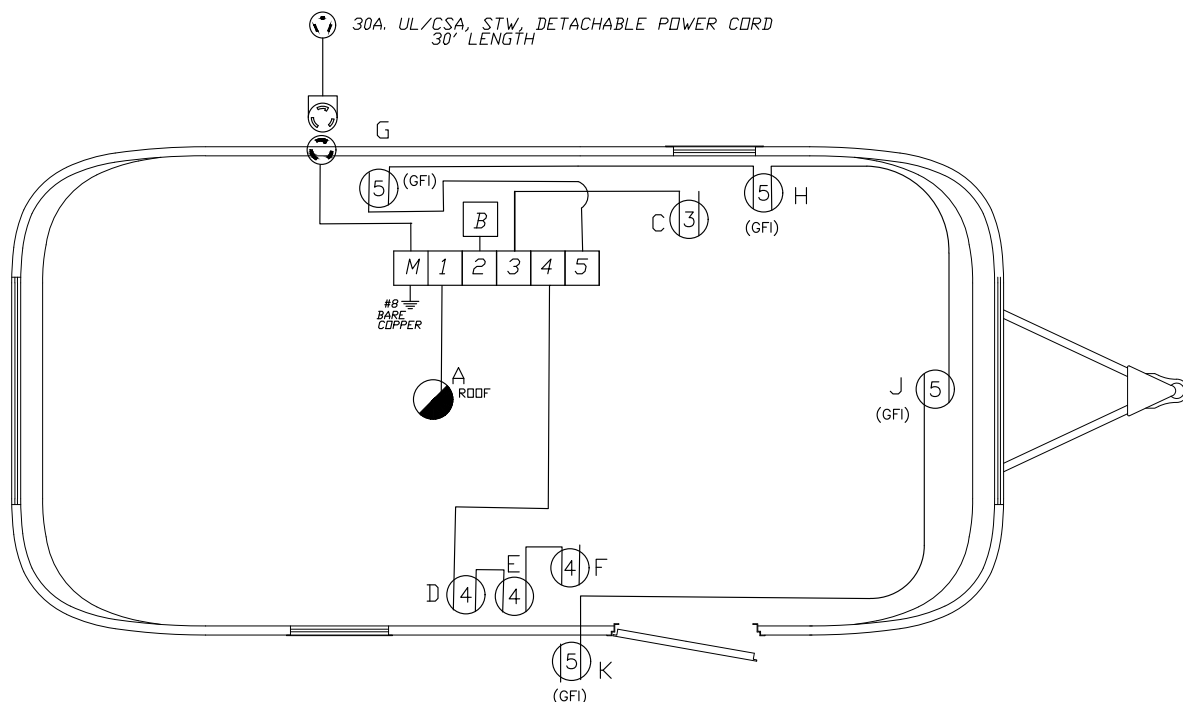 30A. UL/CSA, STW, DETACHABLE POWER CORD
30' LENGTH
G
5
(GFI)
B
C
3
5
H
(GFI)
M 1 2 3 4 5
#8
BARE
COPPER
A
ROOF
J
5
(GFI)
D
4
E
4
4
F
5
K
(GFI)